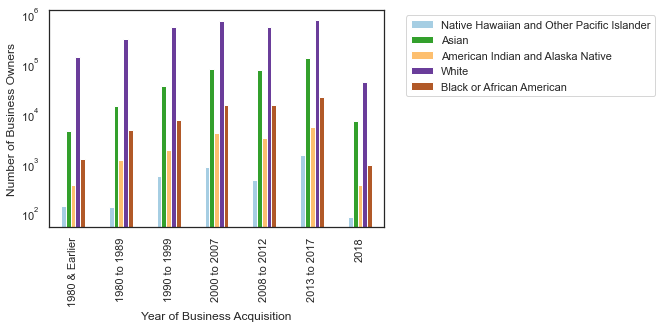 Number of Business Owners
10^6
10^5
10^4
10^3
10^2
1980 & Earlier
1980 to 1989
1990 to 1999
2000 to 2007
2008 to 2012
2013 to 2017
2018
Year of Business Acquisition
Native Hawaiian and Other Pacific Islander
Asian
American Indian and Alaska Native
White
Black or African American